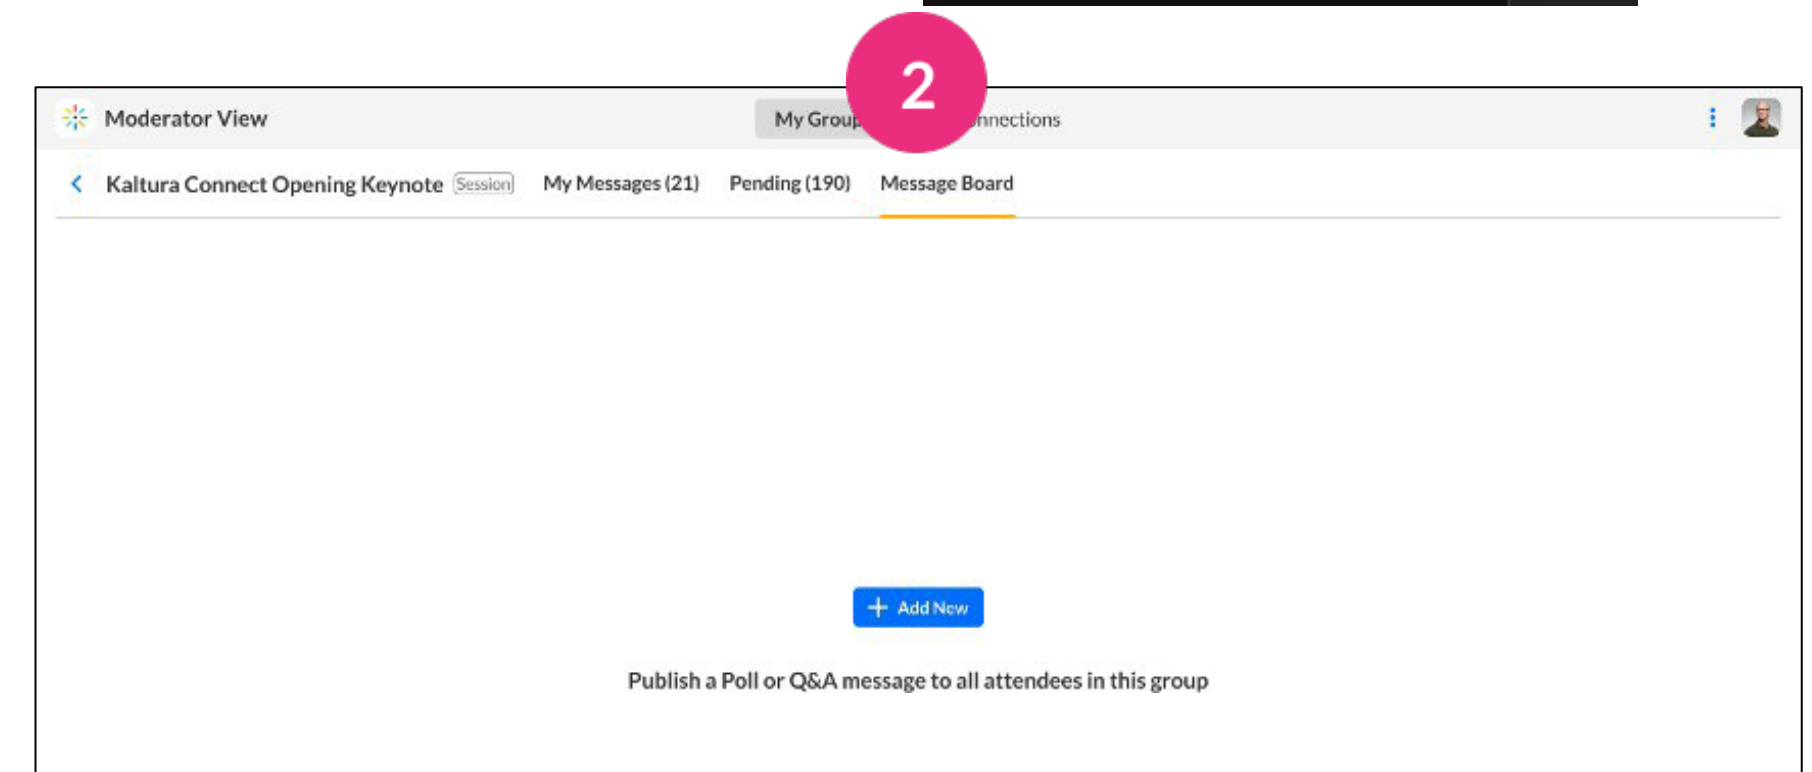 2
Moderator View My Group
Kaltura Connect Opening Keynote Session My Messages (21) Pending (190) Message Board
+ Add New
Publish a Poll or Q&A message to all attendees in this group